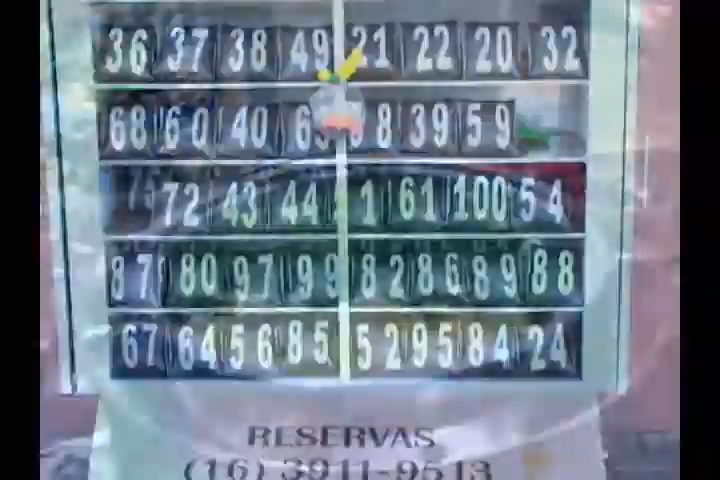 36 37 38 49 21 22 20 32
68 60 40 8 39 59
72 43 44 1 61 100 54
87 80 97 99 82 86 89 88
67 64 56 85 52 95 84 24
RESERVAS
(16) 3911-9513